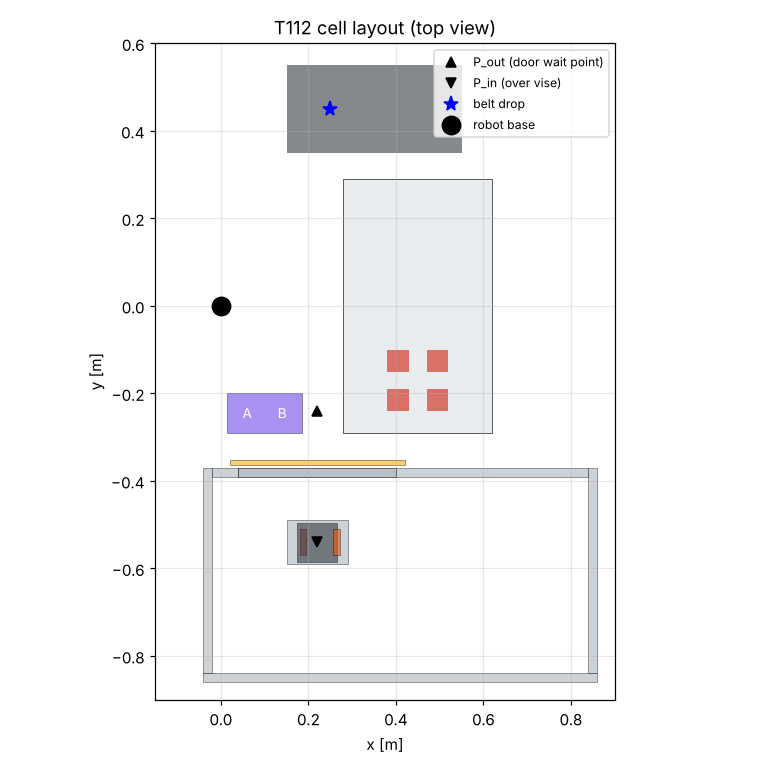 T112 cell layout (top view)
P_out (door wait point)
P_in (over vise)
belt drop
robot base
0.6
0.4
0.2
0.0
−0.2
−0.4
−0.6
−0.8
y [m]
A B
0.0 0.2 0.4 0.6 0.8
x [m]